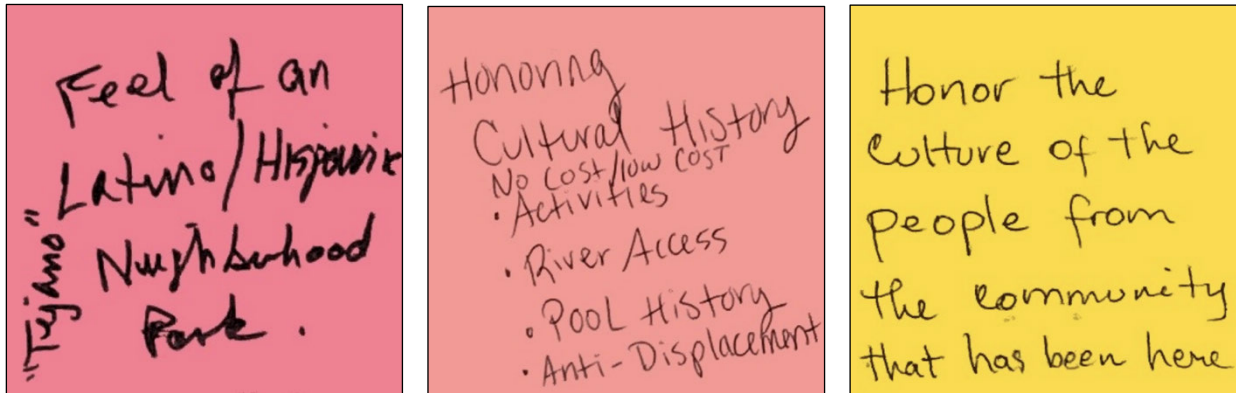 Feel of an
Latino/Hispanic
Neighborhood
Park.
"Tejano"
Honoring
Cultural History
No cost/low cost
• Activities
• River Access
• Pool History
• Anti-Displacement
Honor the
culture of the
people from
the community
that has been here